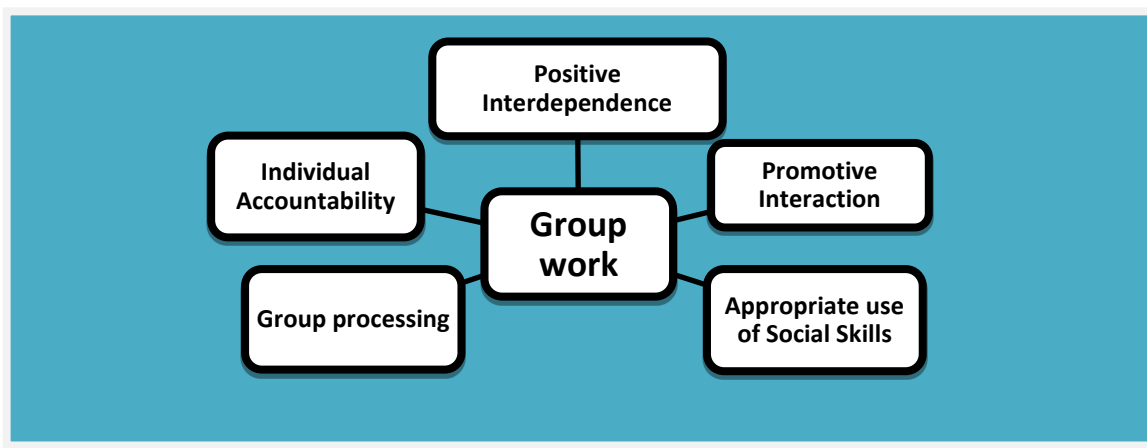 Positive
Interdependence
Individual
Accountability
Promotive
Interaction
Group
work
Group processing
Appropriate use
of Social Skills